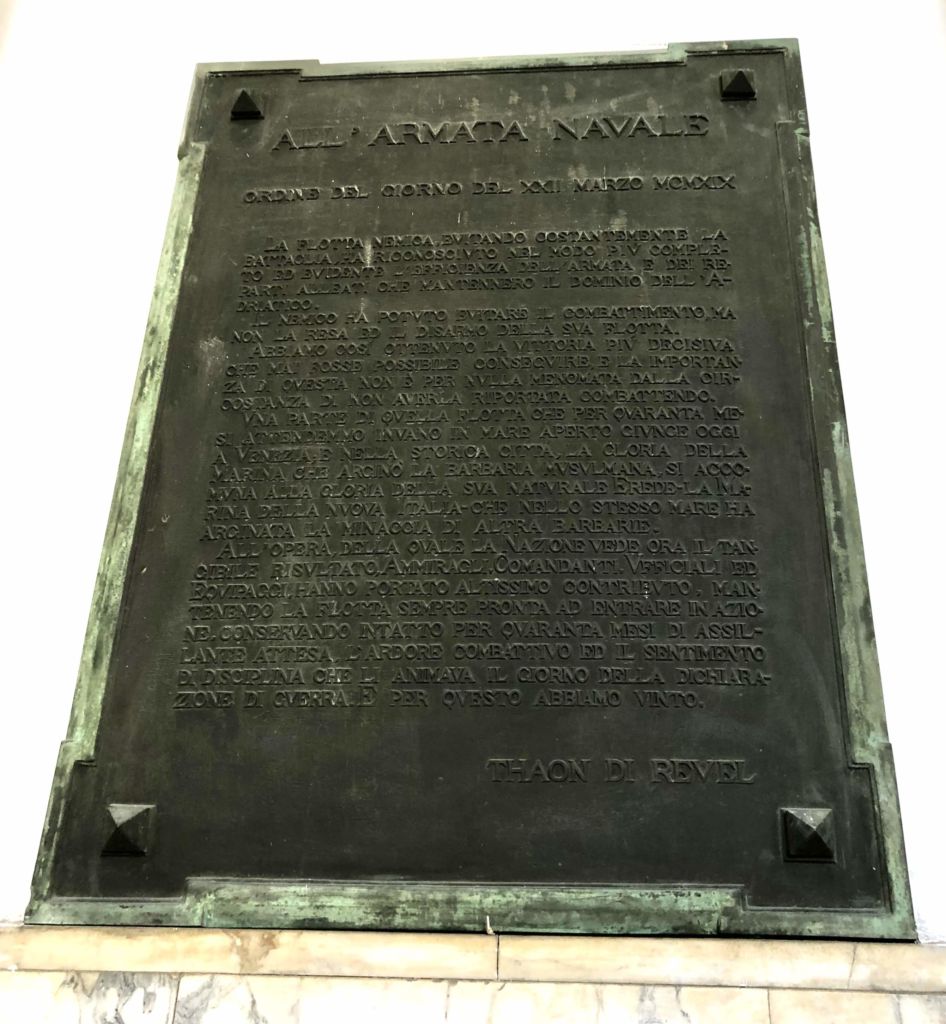 ALL'ARMATA NAVALE
ORDINE DEL GIORNO DEL XXII MARZO MCMXIX
LA FLOTTA NEMICA, EVITANDO COSTANTEMENTE LA
BATTAGLIA, HA RICONOSCIVTO NEL MODO PIV COMPLE-
TO ED EVIDENTE L'EFFICIENZA DELL'ARMATA E DEI RE-
PARTI ALLEATI CHE MANTENNERO IL DOMINIO DELL'A-
DRIATICO.
IL NEMICO HA POTVTO EVITARE IL COMBATTIMENTO, MA
NON LA RESA ED IL DISARMO DELLA SVA FLOTTA.
ABBIAMO COSÌ OTTENVTO LA VITTORIA PIV DECISIVA
CHE MAI FOSSE POSSIBILE CONSEGVIRE, E LA IMPORTAN-
ZA DI QVESTA NON È PER NVLLA MENOMATA DALLA CIR-
COSTANZA DI NON AVERLA RIPORTATA COMBATTENDO.
VNA PARTE DI QVELLA FLOTTA CHE PER QVARANTA ME-
SI ATTENDEMMO INVANO IN MARE APERTO GIVNGE OGGI
A VENEZIA, E NELLA STORICA CITTÀ, LA GLORIA DELLA
MARINA CHE ARGINÒ LA BARBARIA MVSVLMANA, SI ACCO-
MVNA ALLA GLORIA DELLA SVA NATVRALE EREDE-LA MA-
RINA DELLA NVOVA ITALIA-CHE NELLO STESSO MARE HA
ARGINATA LA MINACCIA DI ALTRA BARBARIE.
ALL'OPERA, DELLA QVALE LA NAZIONE VEDE ORA IL TAN-
GIBILE RISVLTATO, AMMIRAGLI, COMANDANTI, VFFICIALI ED
EQVIPAGGI, HANNO PORTATO ALTISSIMO CONTRIBVTO, MAN-
TENENDO LA FLOTTA SEMPRE PRONTA AD ENTRARE IN AZIO-
NE, CONSERVANDO INTATTO PER QVARANTA MESI DI ASSIL-
LANTE ATTESA, L'ARDORE COMBATTIVO ED IL SENTIMENTO
DI DISCIPLINA CHE LI ANIMAVA IL GIORNO DELLA DICHIARA-
ZIONE DI GVERRA. E PER QVESTO ABBIAMO VINTO.
THAON DI REVEL